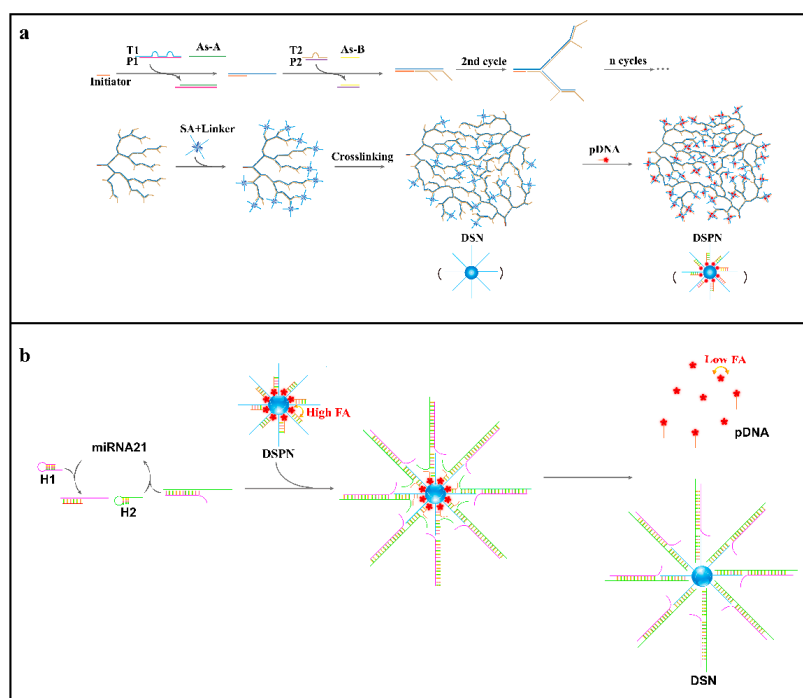 a
T1 As-A T2 As-B
P1 P2 2nd cycle n cycles
Initiator ...
SA+Linker
Crosslinking pDNA
DSN DSPN
( ) ( )
b
Low FA
High FA
miRNA21 DSPN pDNA
H1
H2
DSN